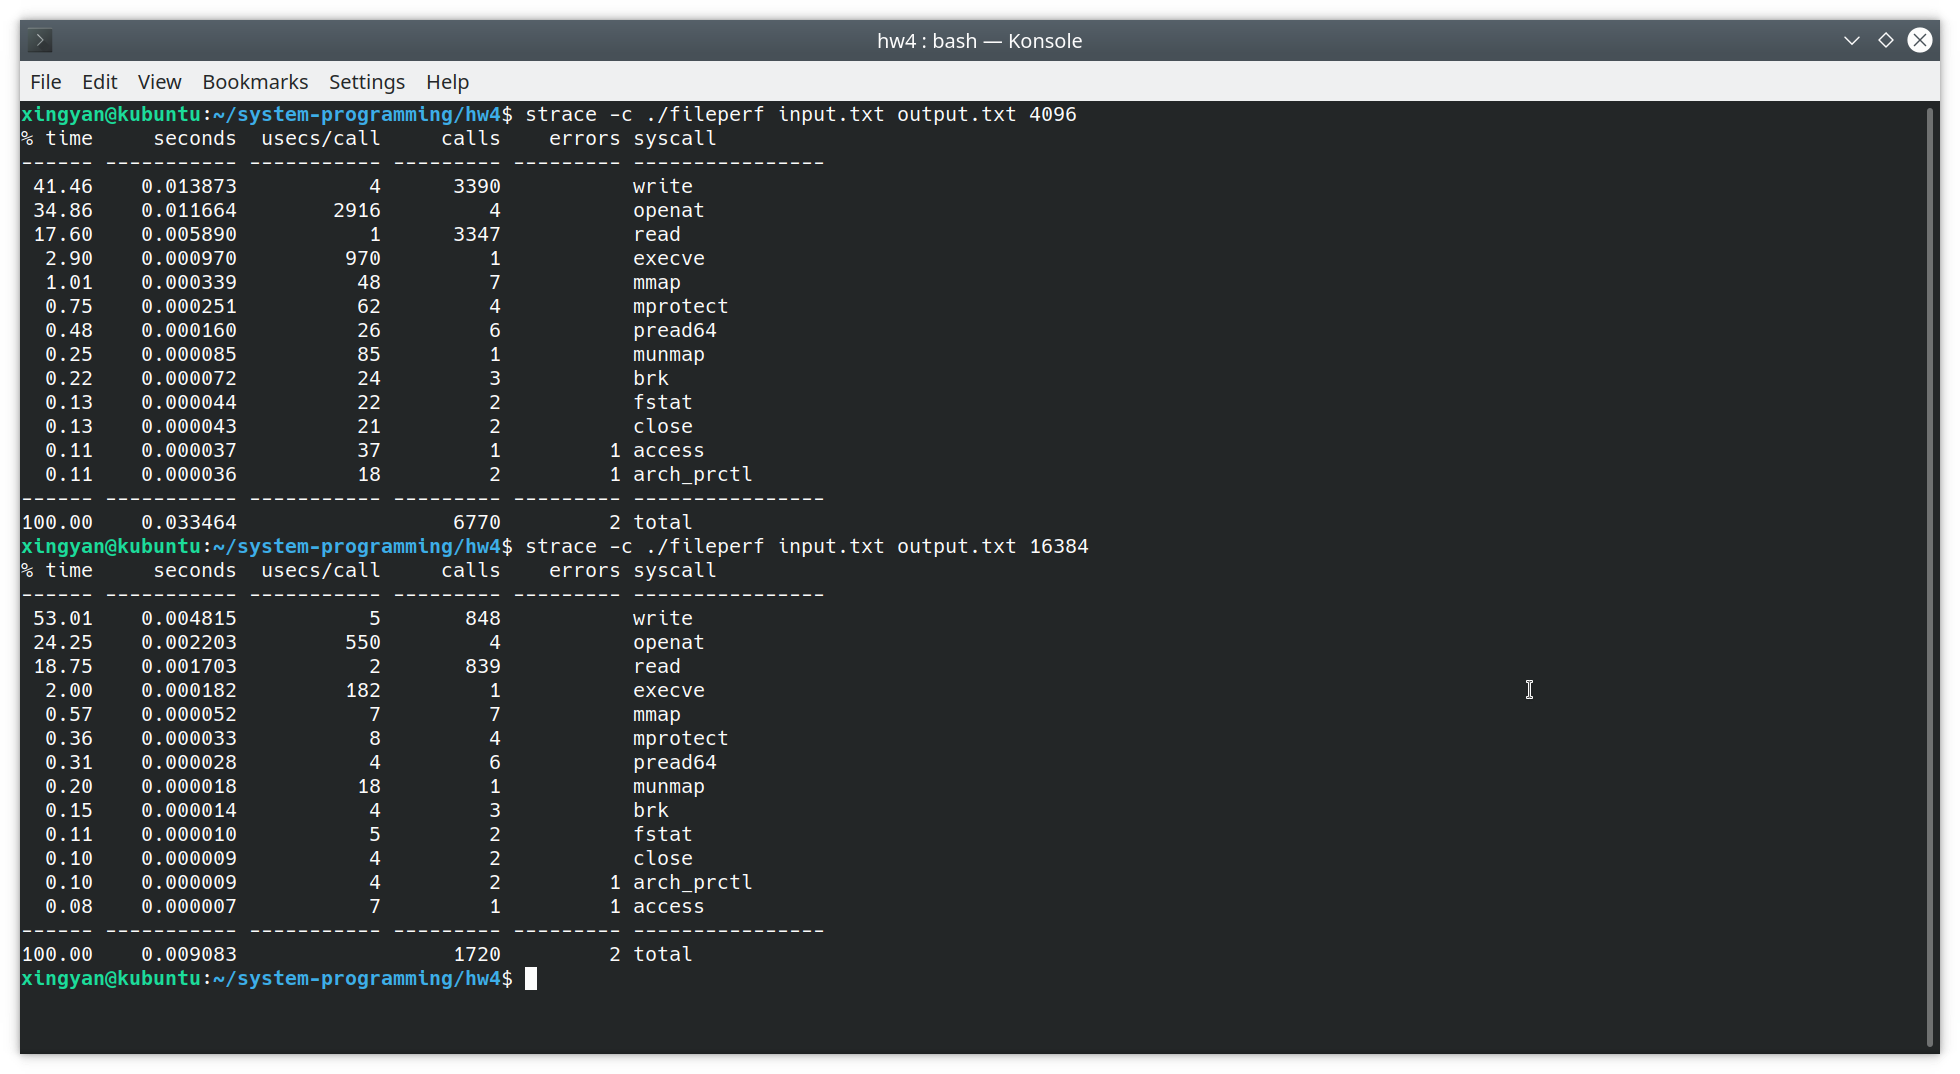 hw4 : bash — Konsole
File Edit View Bookmarks Settings Help
xingyan@kubuntu:~/system-programming/hw4$ strace -c ./fileperf input.txt output.txt 4096
% time     seconds  usecs/call     calls    errors syscall
------ ----------- ----------- --------- --------- ----------------
 41.46    0.013873           4      3390           write
 34.86    0.011664        2916         4           openat
 17.60    0.005890           1      3347           read
  2.90    0.000970         970         1           execve
  1.01    0.000339          48         7           mmap
  0.75    0.000251          62         4           mprotect
  0.48    0.000160          26         6           pread64
  0.25    0.000085          85         1           munmap
  0.22    0.000072          24         3           brk
  0.13    0.000044          22         2           fstat
  0.13    0.000043          21         2           close
  0.11    0.000037          37         1         1 access
  0.11    0.000036          18         2         1 arch_prctl
------ ----------- ----------- --------- --------- ----------------
100.00    0.033464                  6770         2 total
xingyan@kubuntu:~/system-programming/hw4$ strace -c ./fileperf input.txt output.txt 16384
% time     seconds  usecs/call     calls    errors syscall
------ ----------- ----------- --------- --------- ----------------
 53.01    0.004815           5       848           write
 24.25    0.002203         550         4           openat
 18.75    0.001703           2       839           read
  2.00    0.000182         182         1           execve
  0.57    0.000052           7         7           mmap
  0.36    0.000033           8         4           mprotect
  0.31    0.000028           4         6           pread64
  0.20    0.000018          18         1           munmap
  0.15    0.000014           4         3           brk
  0.11    0.000010           5         2           fstat
  0.10    0.000009           4         2           close
  0.10    0.000009           4         2         1 arch_prctl
  0.08    0.000007           7         1         1 access
------ ----------- ----------- --------- --------- ----------------
100.00    0.009083                  1720         2 total
xingyan@kubuntu:~/system-programming/hw4$